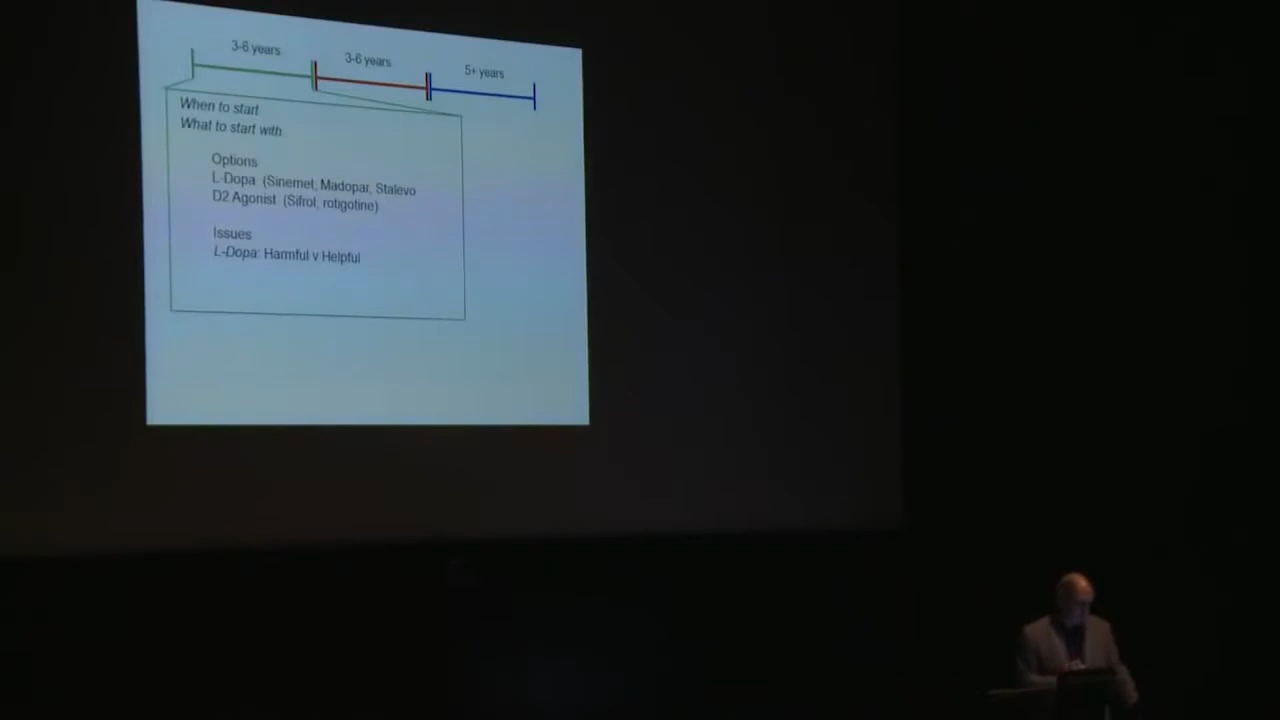 3-6 years
3-6 years
5+ years
When to start
What to start with
Options
L-Dopa (Sinemet, Madopar, Stalevo
D2 Agonist (Sifrol, rotigotine)
Issues
L-Dopa: Harmful v Helpful